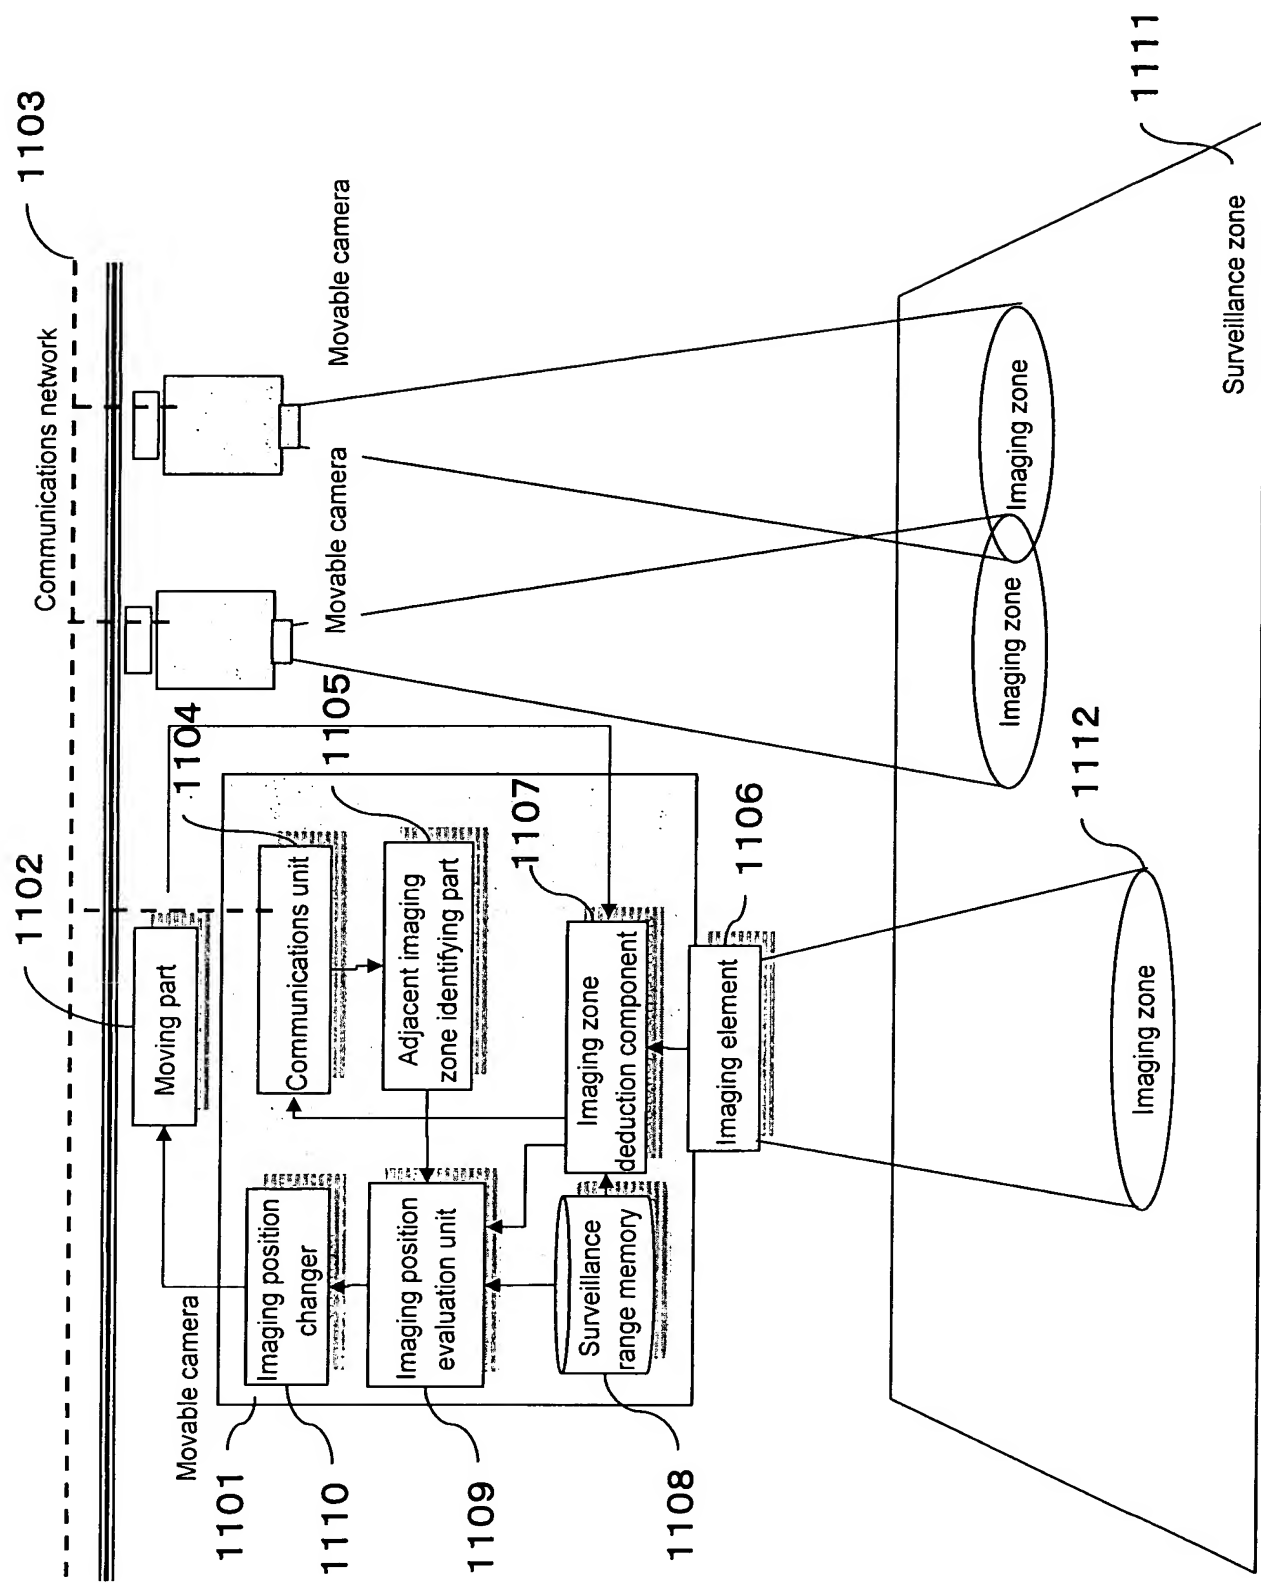 1103
Communications network
1102
Moving part
1104
1105
Movable camera
Movable camera
Movable camera
1101
Imaging position
changer
1110
Communications unit
Adjacent imaging
zone identifying part
Imaging position
evaluation unit
1109
1107
Imaging zone
deduction component
Surveillance
range memory
1108
Imaging element
1106
Imaging zone
Imaging zone
Imaging zone
1112
1111
Surveillance zone